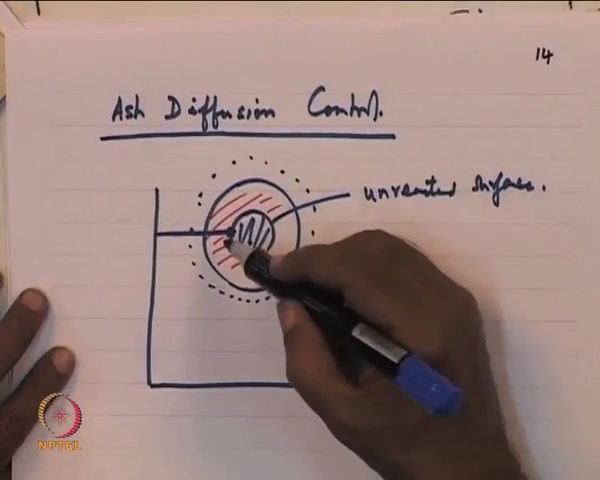 14
Ash Diffusion Control.
unreacted surface.
NPTEL